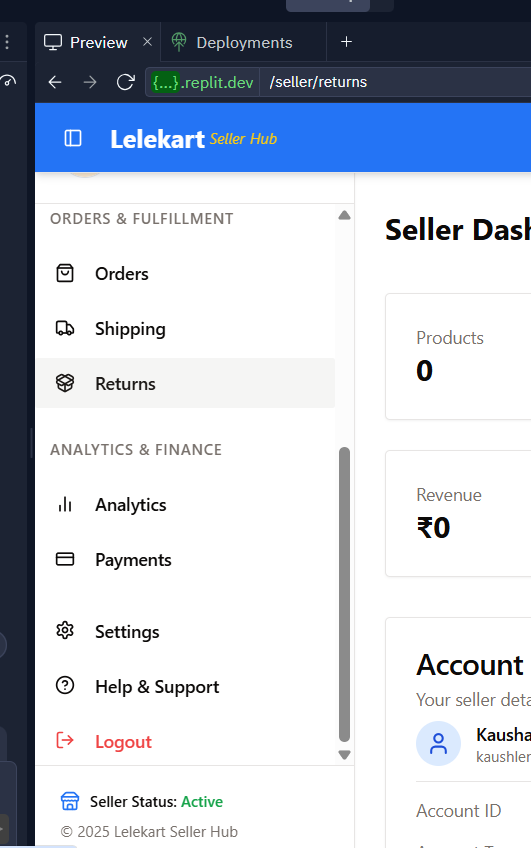 Preview
Deployments
{...}.replit.dev /seller/returns
Lelekart Seller Hub
ORDERS & FULFILLMENT
Orders
Shipping
Returns
ANALYTICS & FINANCE
Analytics
Payments
Settings
Help & Support
Logout
Seller Status: Active
© 2025 Lelekart Seller Hub
Seller Dash
Products
0
Revenue
₹0
Account
Your seller deta
Kausha
kaushler
Account ID